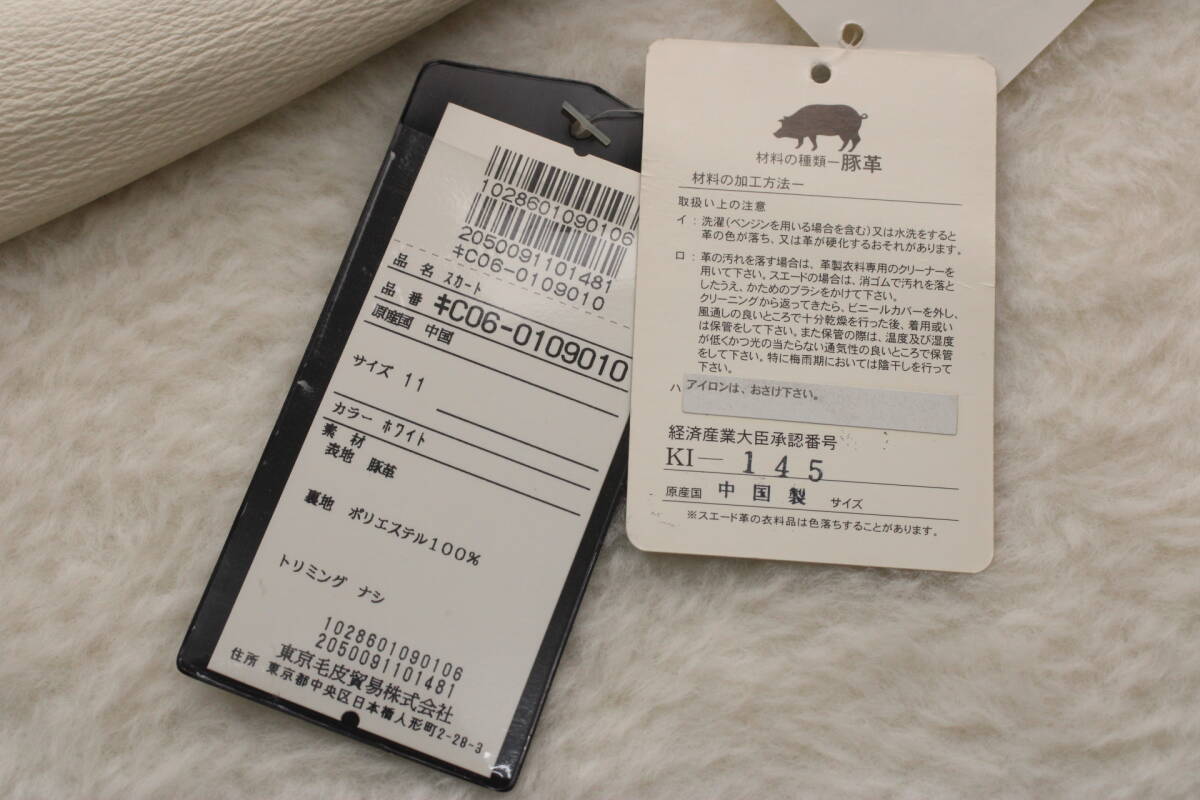 1028601090106
2050091101481
ｷC06-0109010
品 名 スカート
品 番 ｷC06-0109010
原産国 中国
サイズ 11
カラー ホワイト
素 材
表地 豚革
裏地 ポリエステル100%
トリミング ナシ
1028601090106
2050091101481
東京毛皮貿易株式会社
住所 東京都中央区日本橋人形町2-28-3
材料の種類ー豚革
材料の加工方法ー
取扱い上の注意
イ：洗濯(ベンジンを用いる場合を含む)又は水洗をすると
革の色が落ち、又は革が硬化するおそれがあります。
ロ：革の汚れを落す場合は、革製衣料専用のクリーナーを
用いて下さい。スエードの場合は、消ゴムで汚れを落と
したうえ、かためのブラシをかけて下さい。
クリーニングから返ってきたら、ビニールカバーを外し、
風通しの良いところで十分乾燥を行った後、着用或い
は保管をして下さい。また保管の際は、温度及び湿度
が低くかつ光の当たらない通気性の良いところで保管
をして下さい。特に梅雨期においては陰干しを行って
下さい。
ハ アイロンは、おさけ下さい。
経済産業大臣承認番号
KI— 145
原産国 中国製 サイズ
※スエード革の衣料品は色落ちすることがあります。